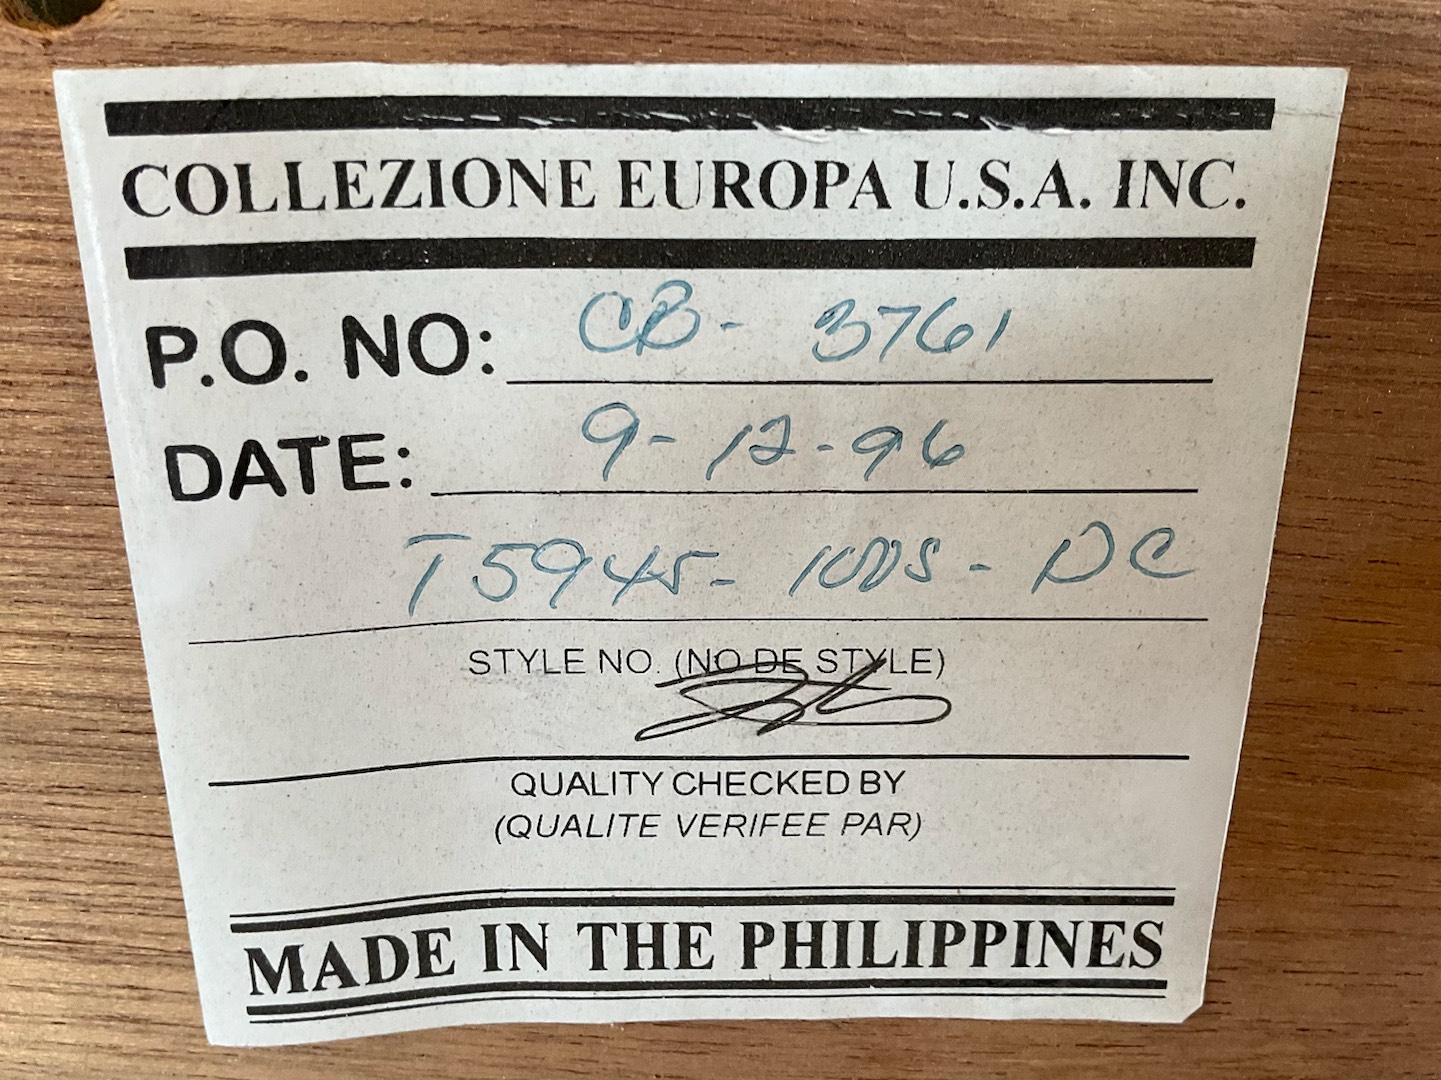 COLLEZIONE EUROPA U.S.A. INC.
P.O. NO: CB- 3761
DATE: 9-12-96
T5945- 10DS - DC
STYLE NO. (NO DE STYLE)
QUALITY CHECKED BY
(QUALITE VERIFEE PAR)
MADE IN THE PHILIPPINES